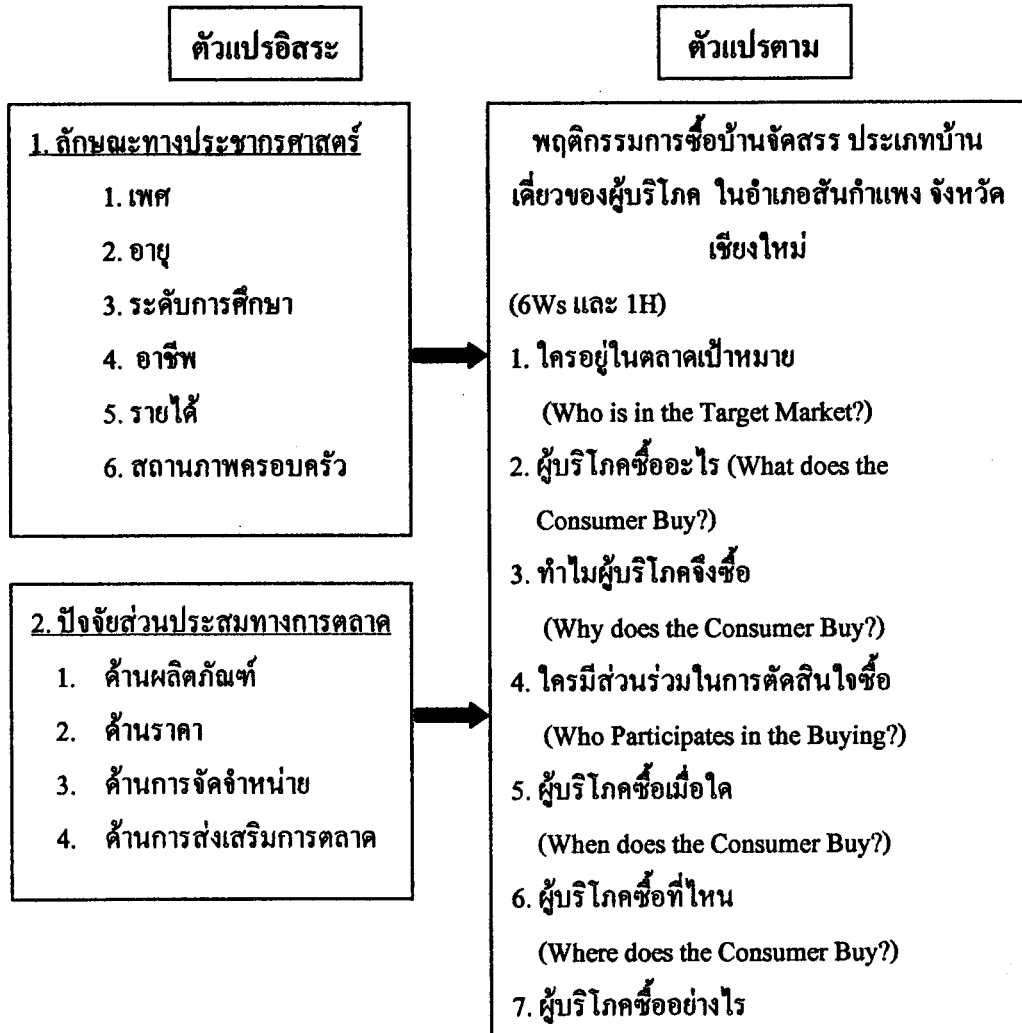 ตัวแปรอิสระ
1. ลักษณะทางประชากรศาสตร์
1. เพศ
2. อายุ
3. ระดับการศึกษา
4. อาชีพ
5. รายได้
6. สถานภาพครอบครัว
2. ปัจจัยส่วนประสมทางการตลาด
1. ด้านผลิตภัณฑ์
2. ด้านราคา
3. ด้านการจัดจำหน่าย
4. ด้านการส่งเสริมการตลาด
ตัวแปรตาม
พฤติกรรมการซื้อบ้านจัดสรร ประเภทบ้าน
เดี่ยวของผู้บริโภค ในอำเภอสันกำแพง จังหวัด
เชียงใหม่
(6Ws และ 1H)
1. ใครอยู่ในตลาดเป้าหมาย
(Who is in the Target Market?)
2. ผู้บริโภคซื้ออะไร (What does the
Consumer Buy?)
3. ทำไมผู้บริโภคจึงซื้อ
(Why does the Consumer Buy?)
4. ใครมีส่วนร่วมในการตัดสินใจซื้อ
(Who Participates in the Buying?)
5. ผู้บริโภคซื้อเมื่อใด
(When does the Consumer Buy?)
6. ผู้บริโภคซื้อที่ไหน
(Where does the Consumer Buy?)
7. ผู้บริโภคซื้ออย่างไร